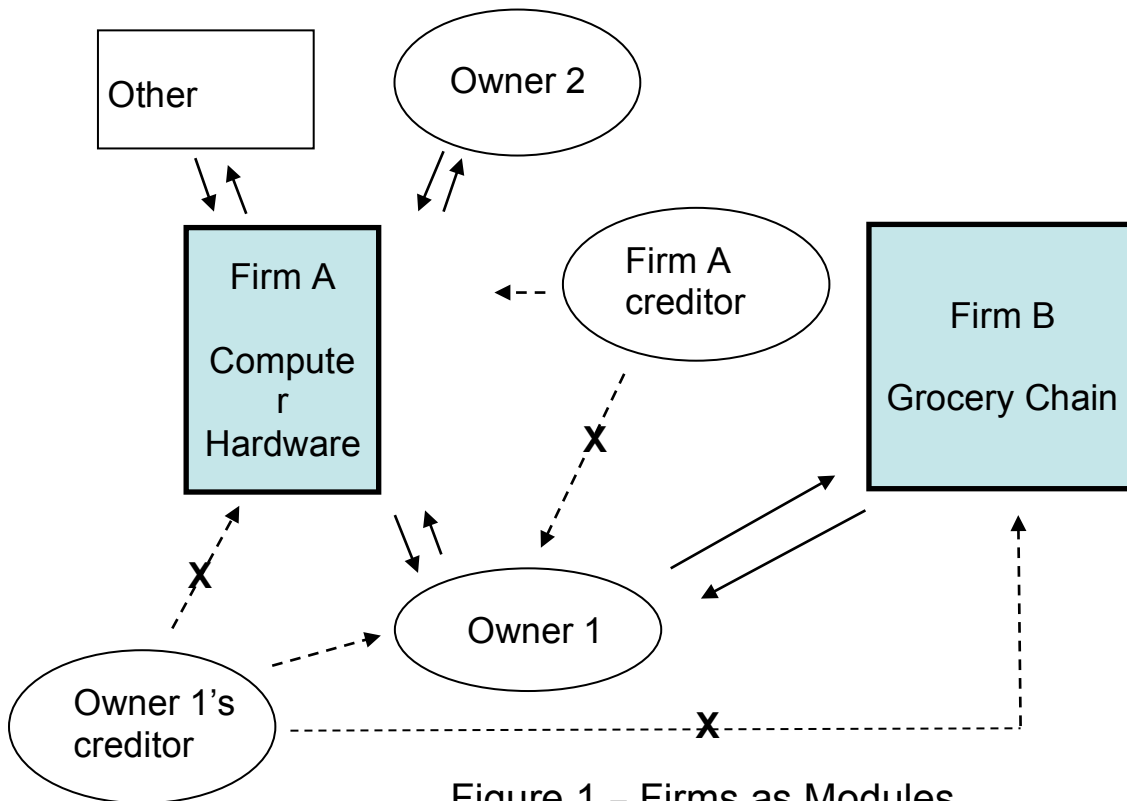 Other
Owner 2
Firm A
creditor
Firm A
Compute
r
Hardware
Firm B
Grocery Chain
X
X
Owner 1
Owner 1’s
creditor
X
Figure 1 – Firms as Modules